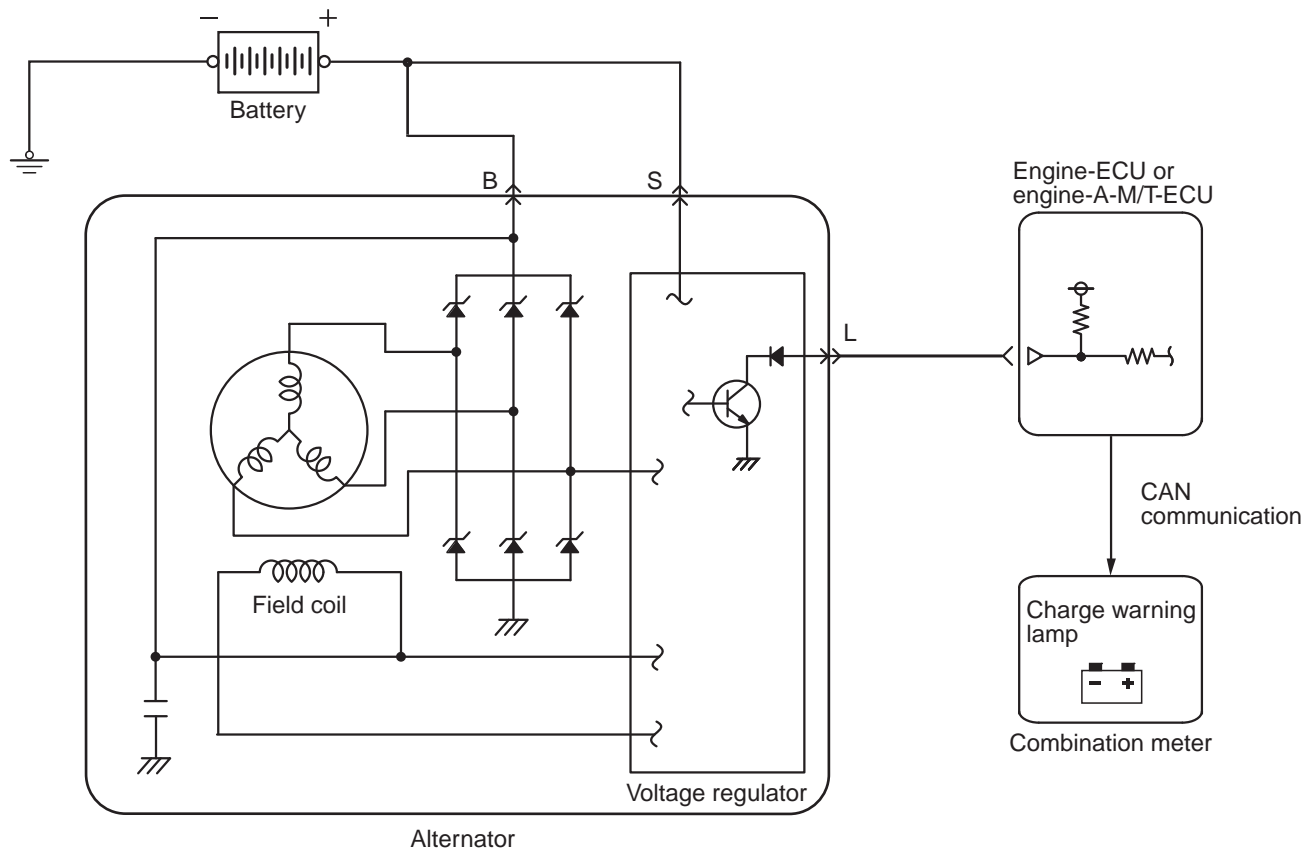 − +
Battery
B
S
Engine-ECU or
engine-A-M/T-ECU
L
CAN
communication
Field coil
Charge warning
lamp
− +
Combination meter
Voltage regulator
Alternator